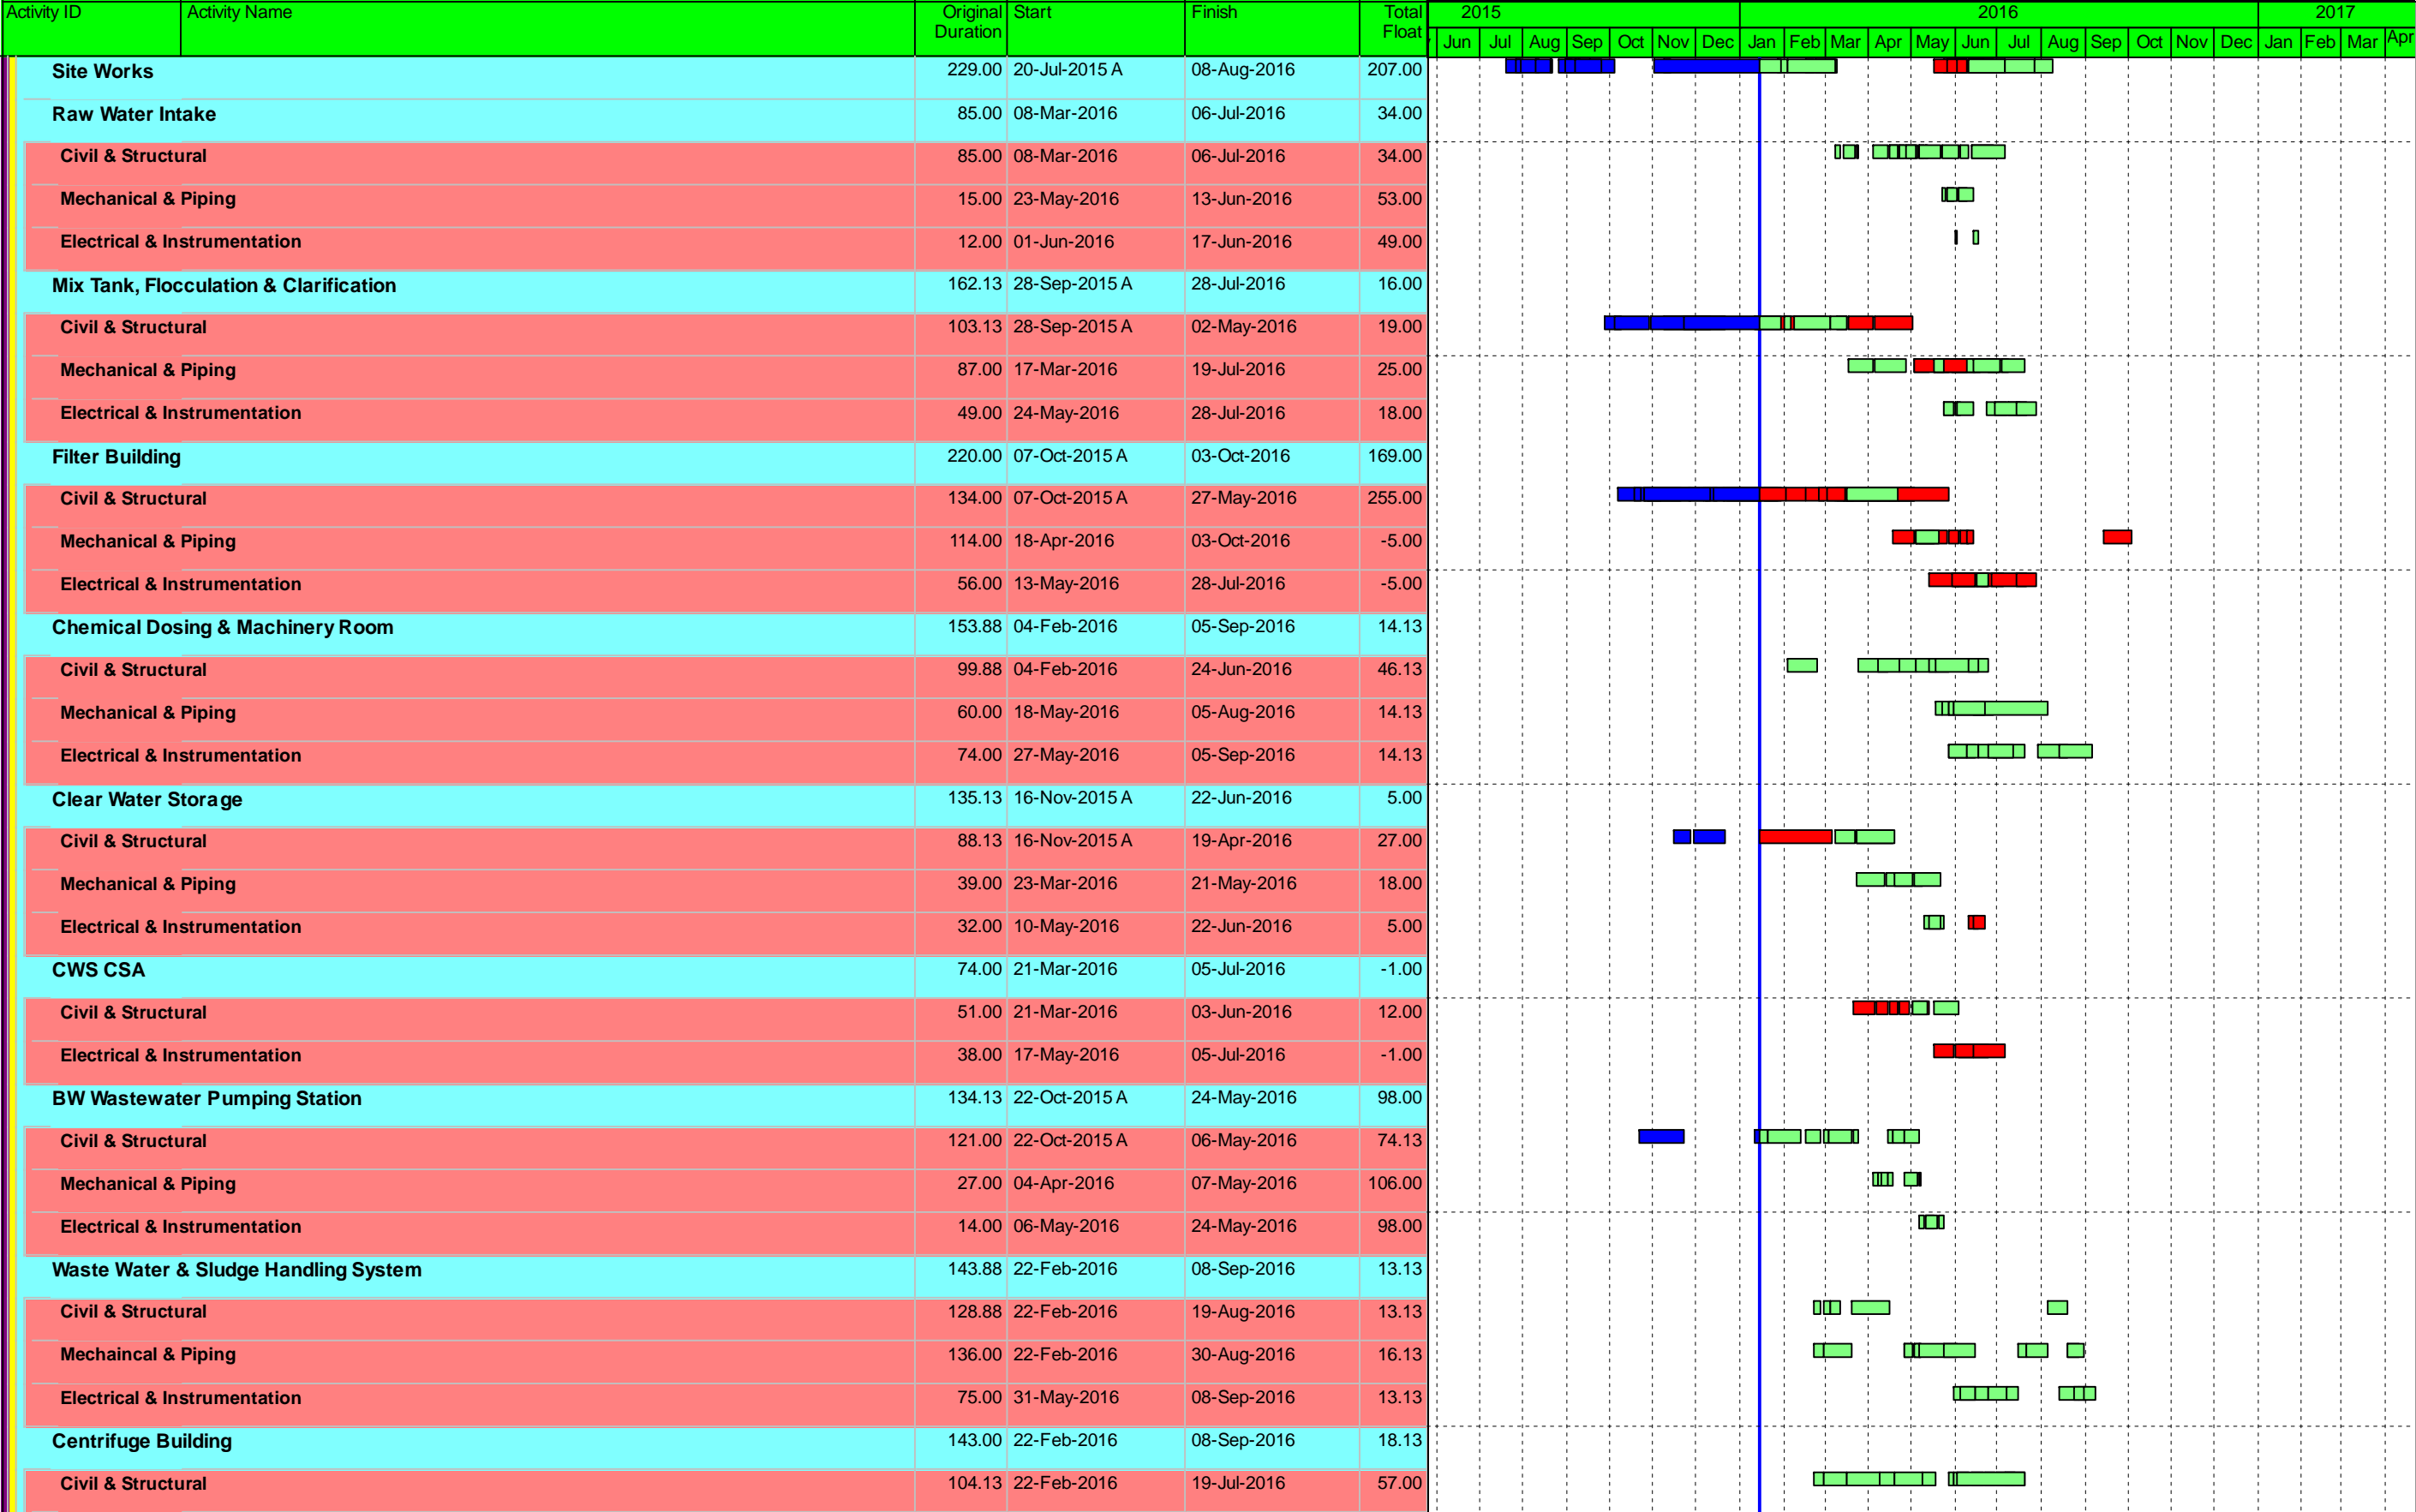 Activity ID Activity Name Original Duration Start Finish Total Float 2015 2016 2017
Jun Jul Aug Sep Oct Nov Dec Jan Feb Mar Apr May Jun Jul Aug Sep Oct Nov Dec Jan Feb Mar Apr
Site Works 229.00 20-Jul-2015 A 08-Aug-2016 207.00
Raw Water Intake 85.00 08-Mar-2016 06-Jul-2016 34.00
Civil & Structural 85.00 08-Mar-2016 06-Jul-2016 34.00
Mechanical & Piping 15.00 23-May-2016 13-Jun-2016 53.00
Electrical & Instrumentation 12.00 01-Jun-2016 17-Jun-2016 49.00
Mix Tank, Flocculation & Clarification 162.13 28-Sep-2015 A 28-Jul-2016 16.00
Civil & Structural 103.13 28-Sep-2015 A 02-May-2016 19.00
Mechanical & Piping 87.00 17-Mar-2016 19-Jul-2016 25.00
Electrical & Instrumentation 49.00 24-May-2016 28-Jul-2016 18.00
Filter Building 220.00 07-Oct-2015 A 03-Oct-2016 169.00
Civil & Structural 134.00 07-Oct-2015 A 27-May-2016 255.00
Mechanical & Piping 114.00 18-Apr-2016 03-Oct-2016 -5.00
Electrical & Instrumentation 56.00 13-May-2016 28-Jul-2016 -5.00
Chemical Dosing & Machinery Room 153.88 04-Feb-2016 05-Sep-2016 14.13
Civil & Structural 99.88 04-Feb-2016 24-Jun-2016 46.13
Mechanical & Piping 60.00 18-May-2016 05-Aug-2016 14.13
Electrical & Instrumentation 74.00 27-May-2016 05-Sep-2016 14.13
Clear Water Storage 135.13 16-Nov-2015 A 22-Jun-2016 5.00
Civil & Structural 88.13 16-Nov-2015 A 19-Apr-2016 27.00
Mechanical & Piping 39.00 23-Mar-2016 21-May-2016 18.00
Electrical & Instrumentation 32.00 10-May-2016 22-Jun-2016 5.00
CWS CSA 74.00 21-Mar-2016 05-Jul-2016 -1.00
Civil & Structural 51.00 21-Mar-2016 03-Jun-2016 12.00
Electrical & Instrumentation 38.00 17-May-2016 05-Jul-2016 -1.00
BW Wastewater Pumping Station 134.13 22-Oct-2015 A 24-May-2016 98.00
Civil & Structural 121.00 22-Oct-2015 A 06-May-2016 74.13
Mechanical & Piping 27.00 04-Apr-2016 07-May-2016 106.00
Electrical & Instrumentation 14.00 06-May-2016 24-May-2016 98.00
Waste Water & Sludge Handling System 143.88 22-Feb-2016 08-Sep-2016 13.13
Civil & Structural 128.88 22-Feb-2016 19-Aug-2016 13.13
Mechaincal & Piping 136.00 22-Feb-2016 30-Aug-2016 16.13
Electrical & Instrumentation 75.00 31-May-2016 08-Sep-2016 13.13
Centrifuge Building 143.00 22-Feb-2016 08-Sep-2016 18.13
Civil & Structural 104.13 22-Feb-2016 19-Jul-2016 57.00